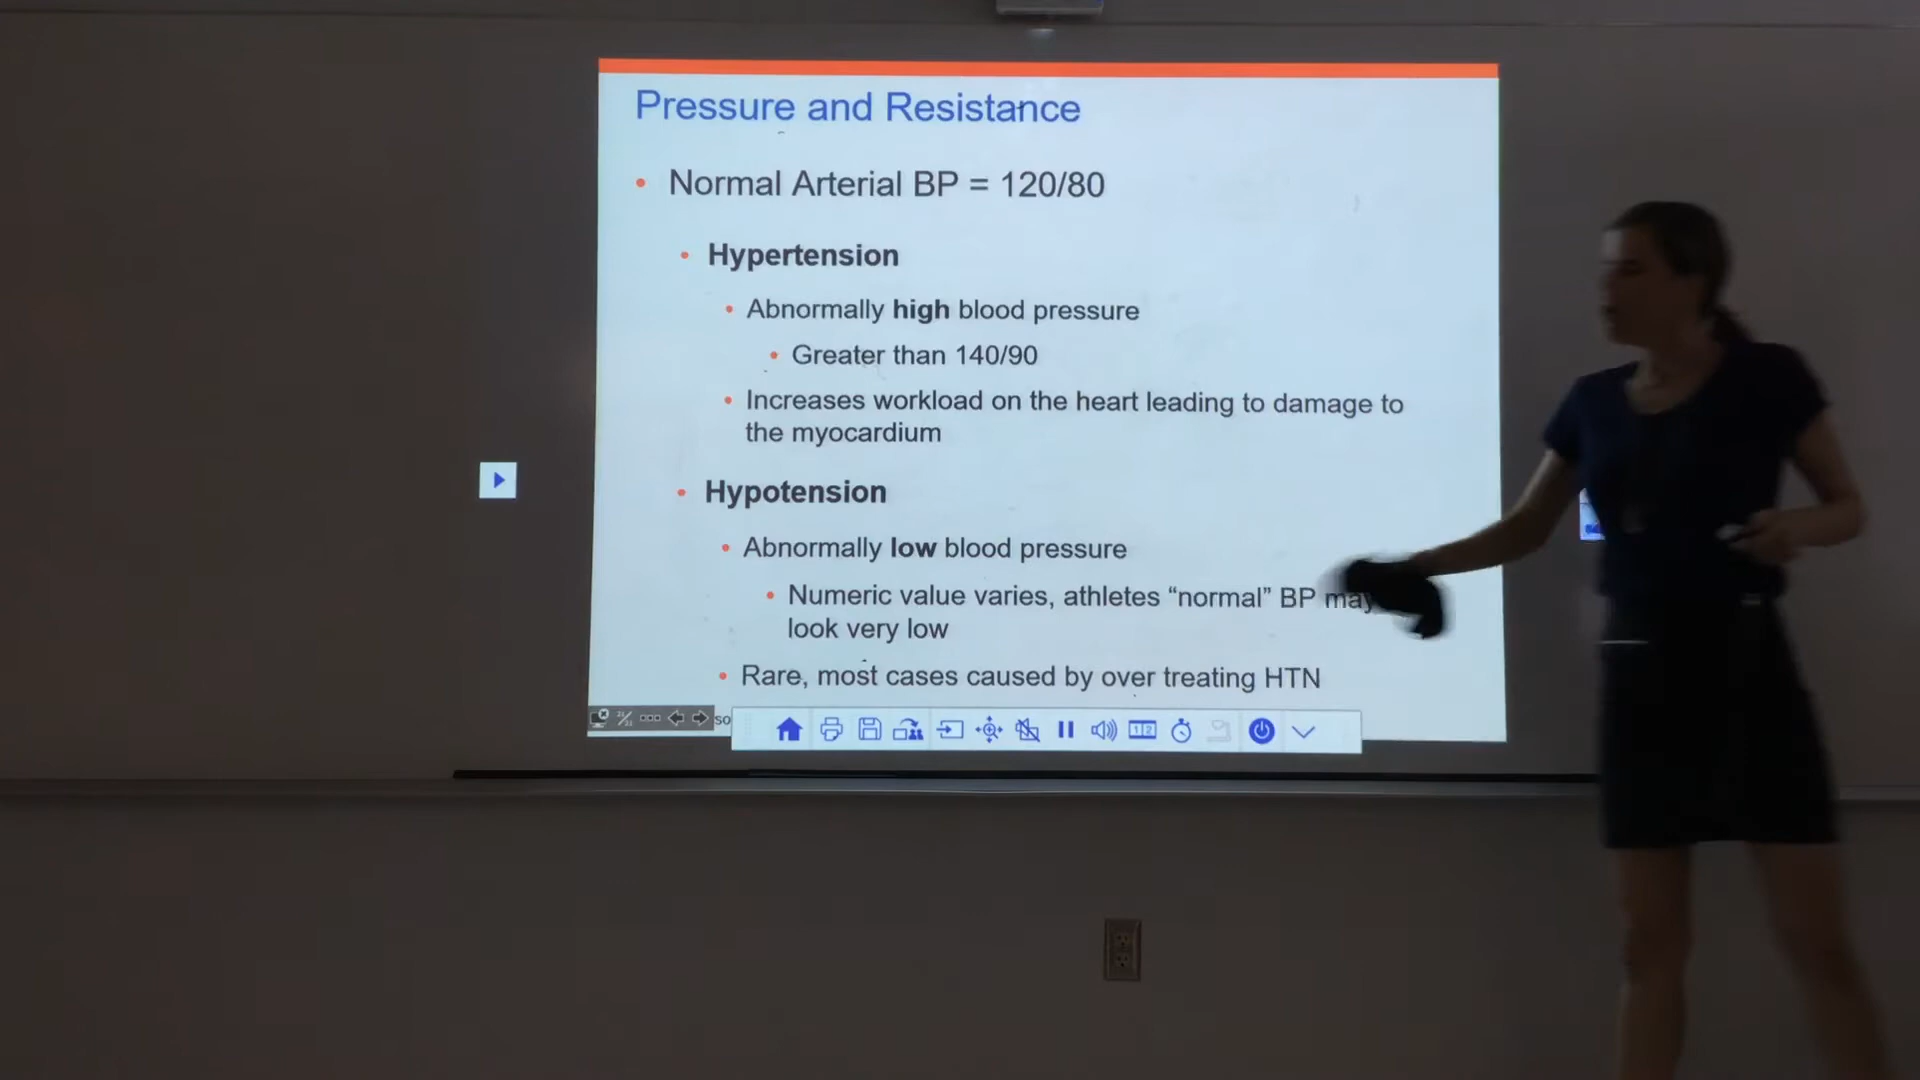 Pressure and Resistance
• Normal Arterial BP = 120/80
• Hypertension
• Abnormally high blood pressure
• Greater than 140/90
• Increases workload on the heart leading to damage to
the myocardium
• Hypotension
• Abnormally low blood pressure
• Numeric value varies, athletes “normal” BP may
look very low
• Rare, most cases caused by over treating HTN